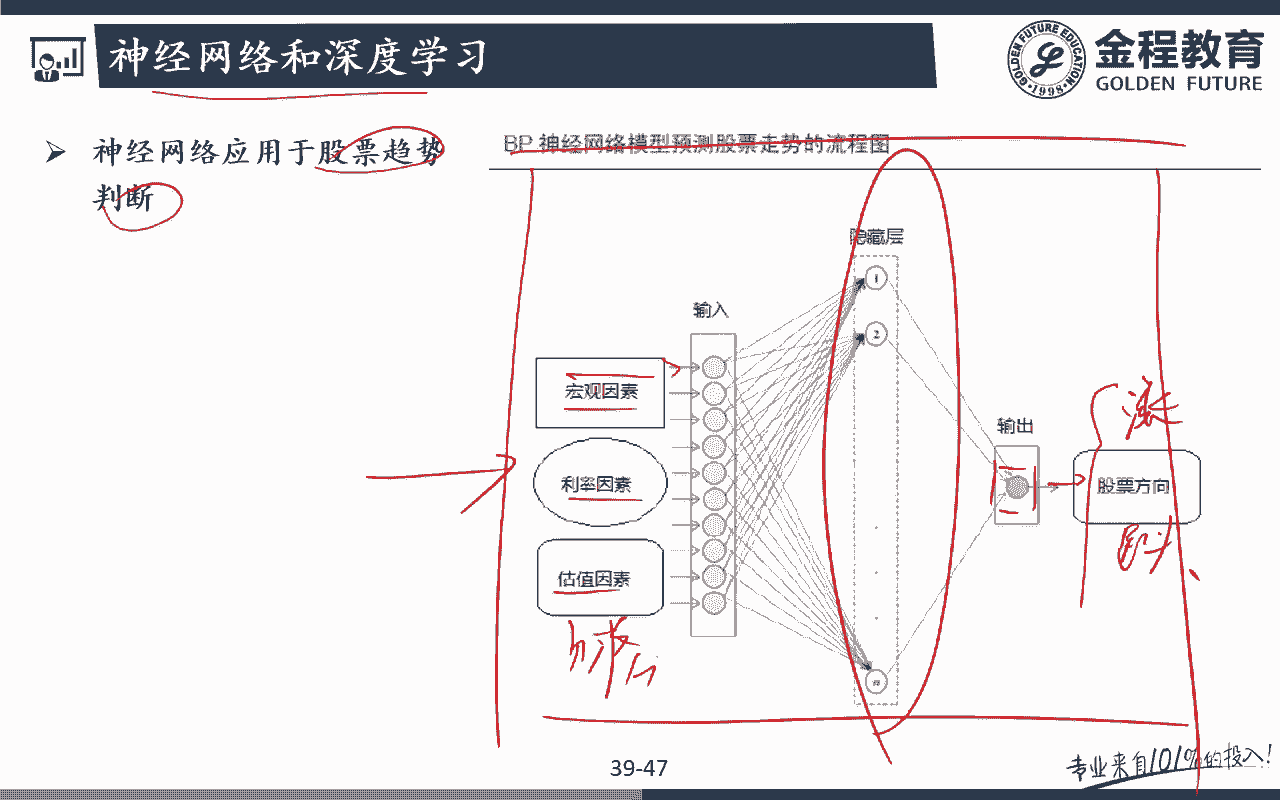 神经网络和深度学习
GOLDEN FUTURE EDUCATION
·1998·
金程教育
GOLDEN FUTURE
➢ 神经网络应用于股票趋势
判断
BP 神经网络模型预测股票走势的流程图
隐藏层
1
输入
2
宏观因素
涨
输出
利率因素
股票方向
估值因素
跌
n
39-47
专业来自101%的投入!